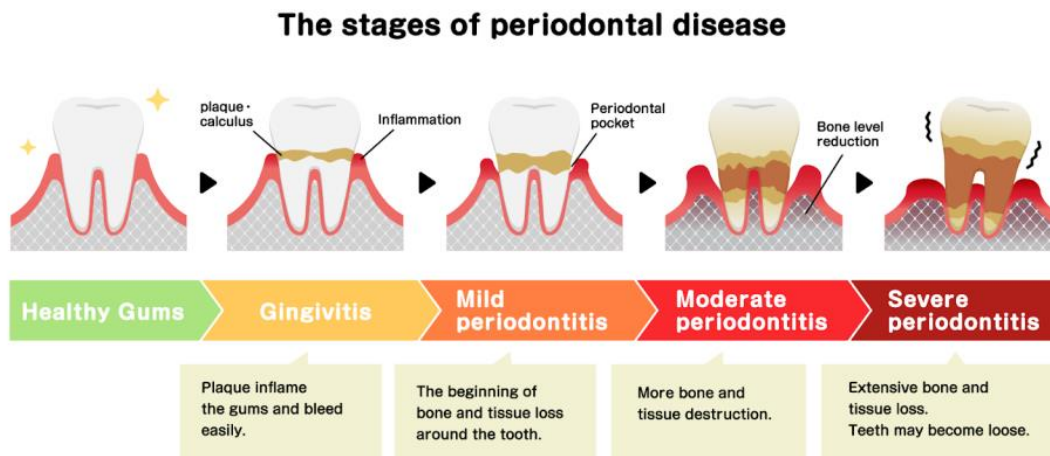 The stages of periodontal disease
plaque・
calculus
Inflammation
Periodontal
pocket
Bone level
reduction
Healthy Gums
Gingivitis
Mild
periodontitis
Moderate
periodontitis
Severe
periodontitis
Plaque inflame
the gums and bleed
easily.
The beginning of
bone and tissue loss
around the tooth.
More bone and
tissue destruction.
Extensive bone and
tissue loss.
Teeth may become loose.